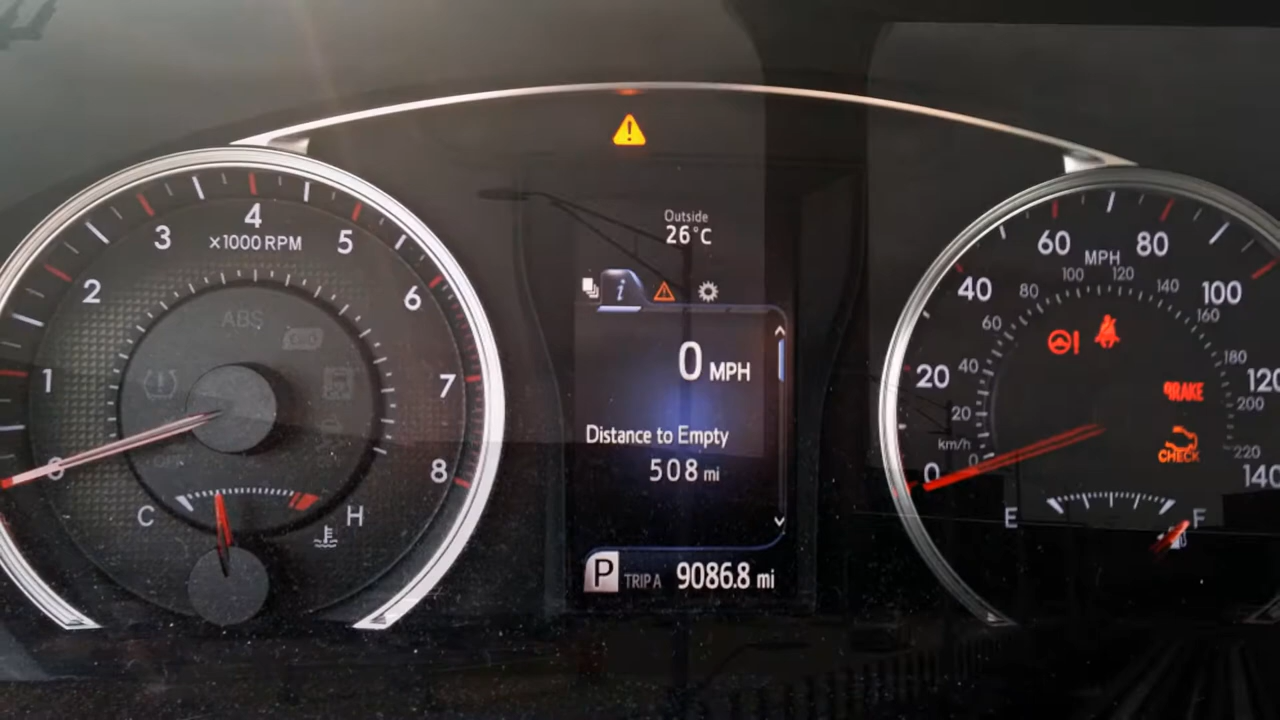 4
3
×1000 RPM
5
2
6
ABS
1
7
0
8
C
H
Outside
26°C
i
0 MPH
Distance to Empty
508 mi
P TRIP A 9086.8 mi
60
MPH
80
40
80
100
120
140
100
60
160
20
40
180
120
BRAKE
200
20
km/h
CHECK
0
0
220
140
E
F